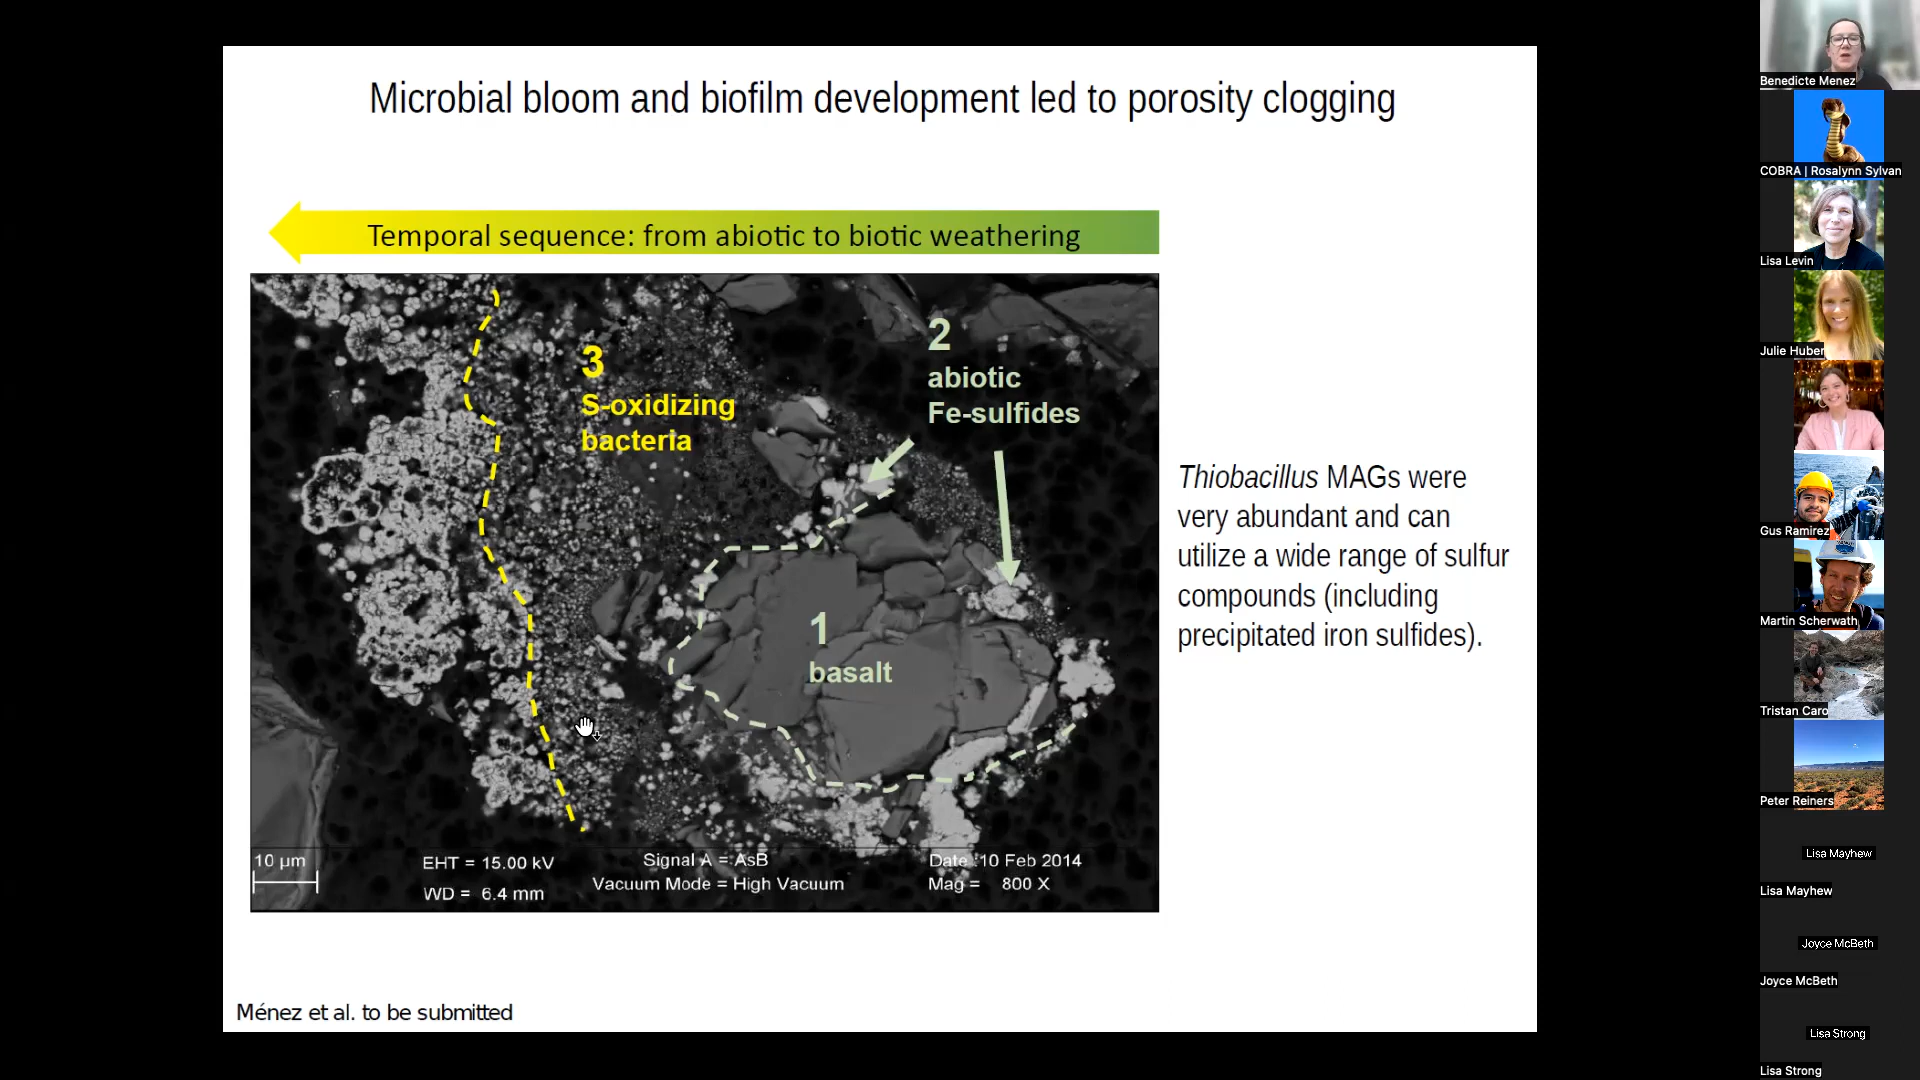 Microbial bloom and biofilm development led to porosity clogging
Temporal sequence: from abiotic to biotic weathering
3
S-oxidizing
bacteria
2
abiotic
Fe-sulfides
1
basalt
10 µm
EHT = 15.00 kV
WD = 6.4 mm
Signal A = AsB
Vacuum Mode = High Vacuum
Date :10 Feb 2014
Mag = 800 X
Thiobacillus MAGs were
very abundant and can
utilize a wide range of sulfur
compounds (including
precipitated iron sulfides).
Ménez et al. to be submitted
Benedicte Menez
COBRA | Rosalynn Sylvan
Lisa Levin
Julie Huber
Gus Ramirez
Martin Scherwath
Tristan Caro
Peter Reiners
Lisa Mayhew
Lisa Mayhew
Joyce McBeth
Joyce McBeth
Lisa Strong
Lisa Strong